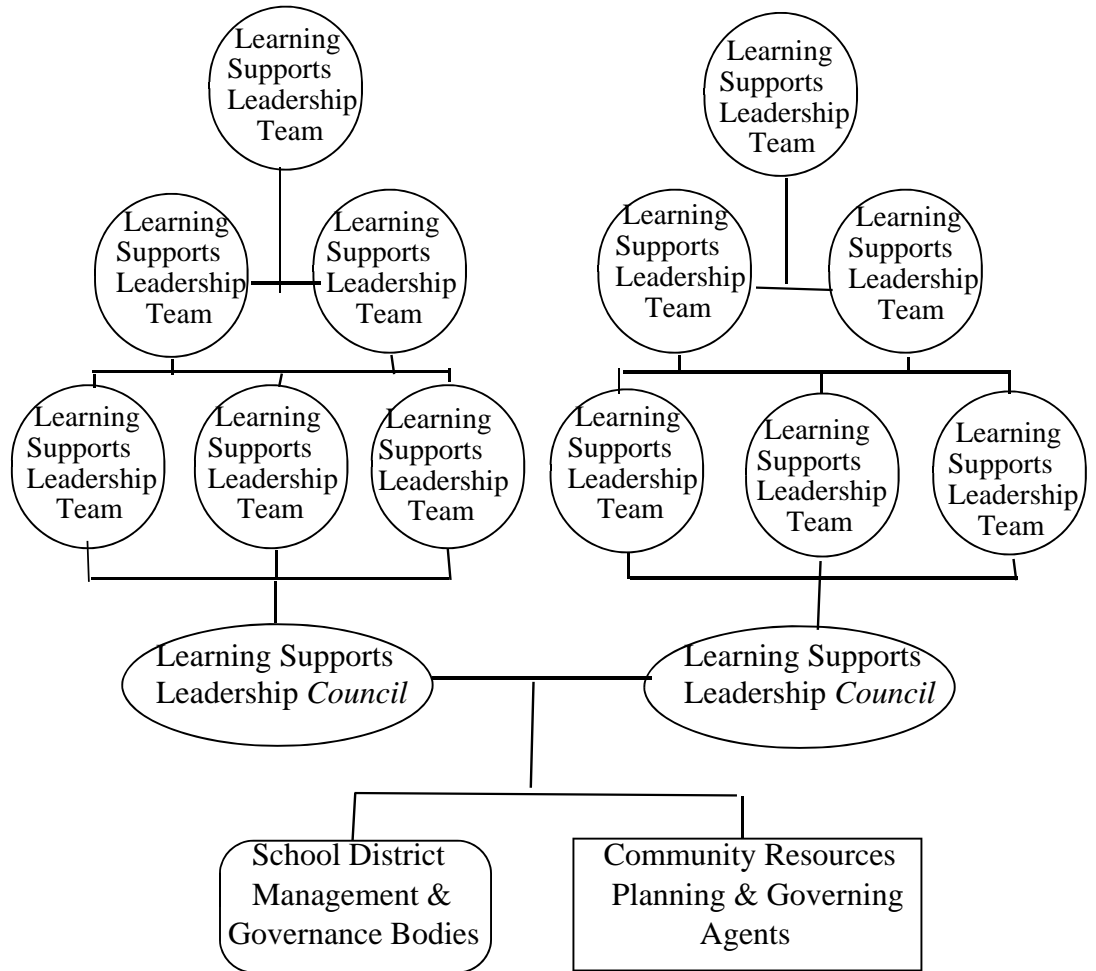 Learning
Supports
Leadership
Team
Learning
Supports
Leadership
Team
Learning
Supports
Leadership
Team
Learning
Supports
Leadership
Team
Learning
Supports
Leadership
Team
Learning
Supports
Leadership
Team
Learning
Supports
Leadership
Team
Learning
Supports
Leadership
Team
Learning
Supports
Leadership
Team
Learning
Supports
Leadership
Team
Learning
Supports
Leadership
Team
Learning
Supports
Leadership
Team
Learning Supports
Leadership Council
Learning Supports
Leadership Council
School District
Management &
Governance Bodies
Community Resources
Planning & Governing
Agents